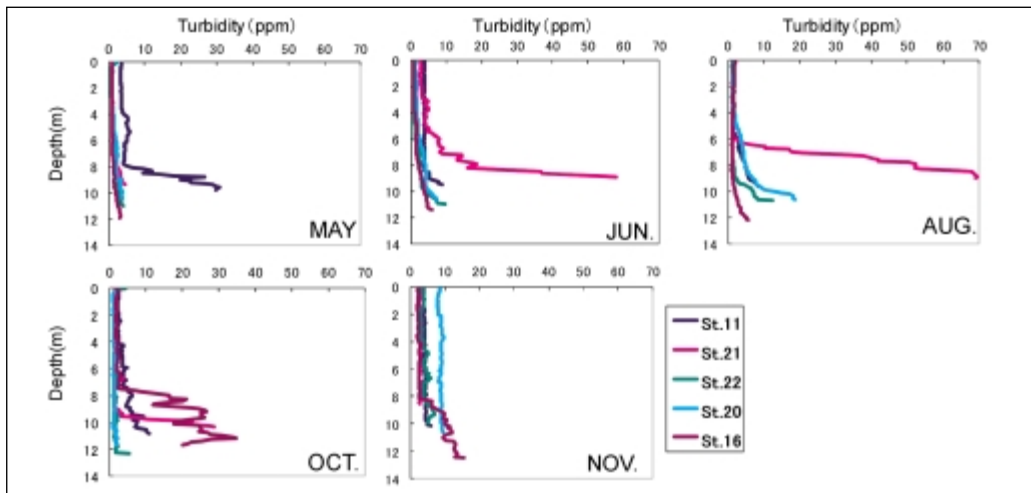 Turbidity (ppm) Turbidity (ppm) Turbidity (ppm)
0 10 20 30 40 50 60 70 0 10 20 30 40 50 60 70 0 10 20 30 40 50 60 70
Depth(m)
0 0 0
2 2 2
4 4 4
6 6 6
8 8 8
10 10 10
12 12 12
14 14 14
MAY JUN. AUG.
0 10 20 30 40 50 60 70 0 10 20 30 40 50 60 70
Depth(m)
0 0
2 2
4 4
6 6
8 8
10 10
12 12
14 14
OCT. NOV.
St.11
St.21
St.22
St.20
St.16